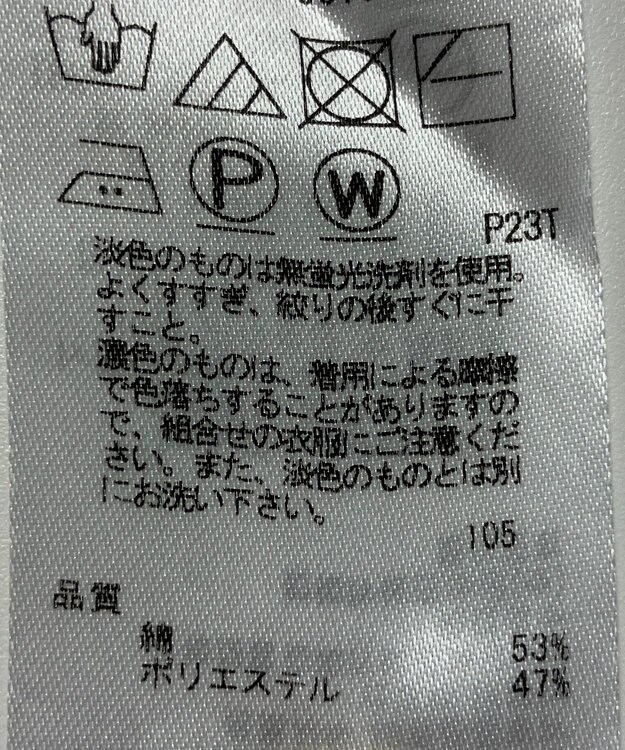 P
W
P23T
淡色のものは無蛍光洗剤を使用。
よくすすぎ、絞りの後すぐに干
すこと。
濃色のものは、着用による摩擦
で色落ちすることがありますの
で、組合せの衣服にご注意くだ
さい。また、淡色のものとは別
にお洗い下さい。
105
品質
綿 53%
ポリエステル 47%